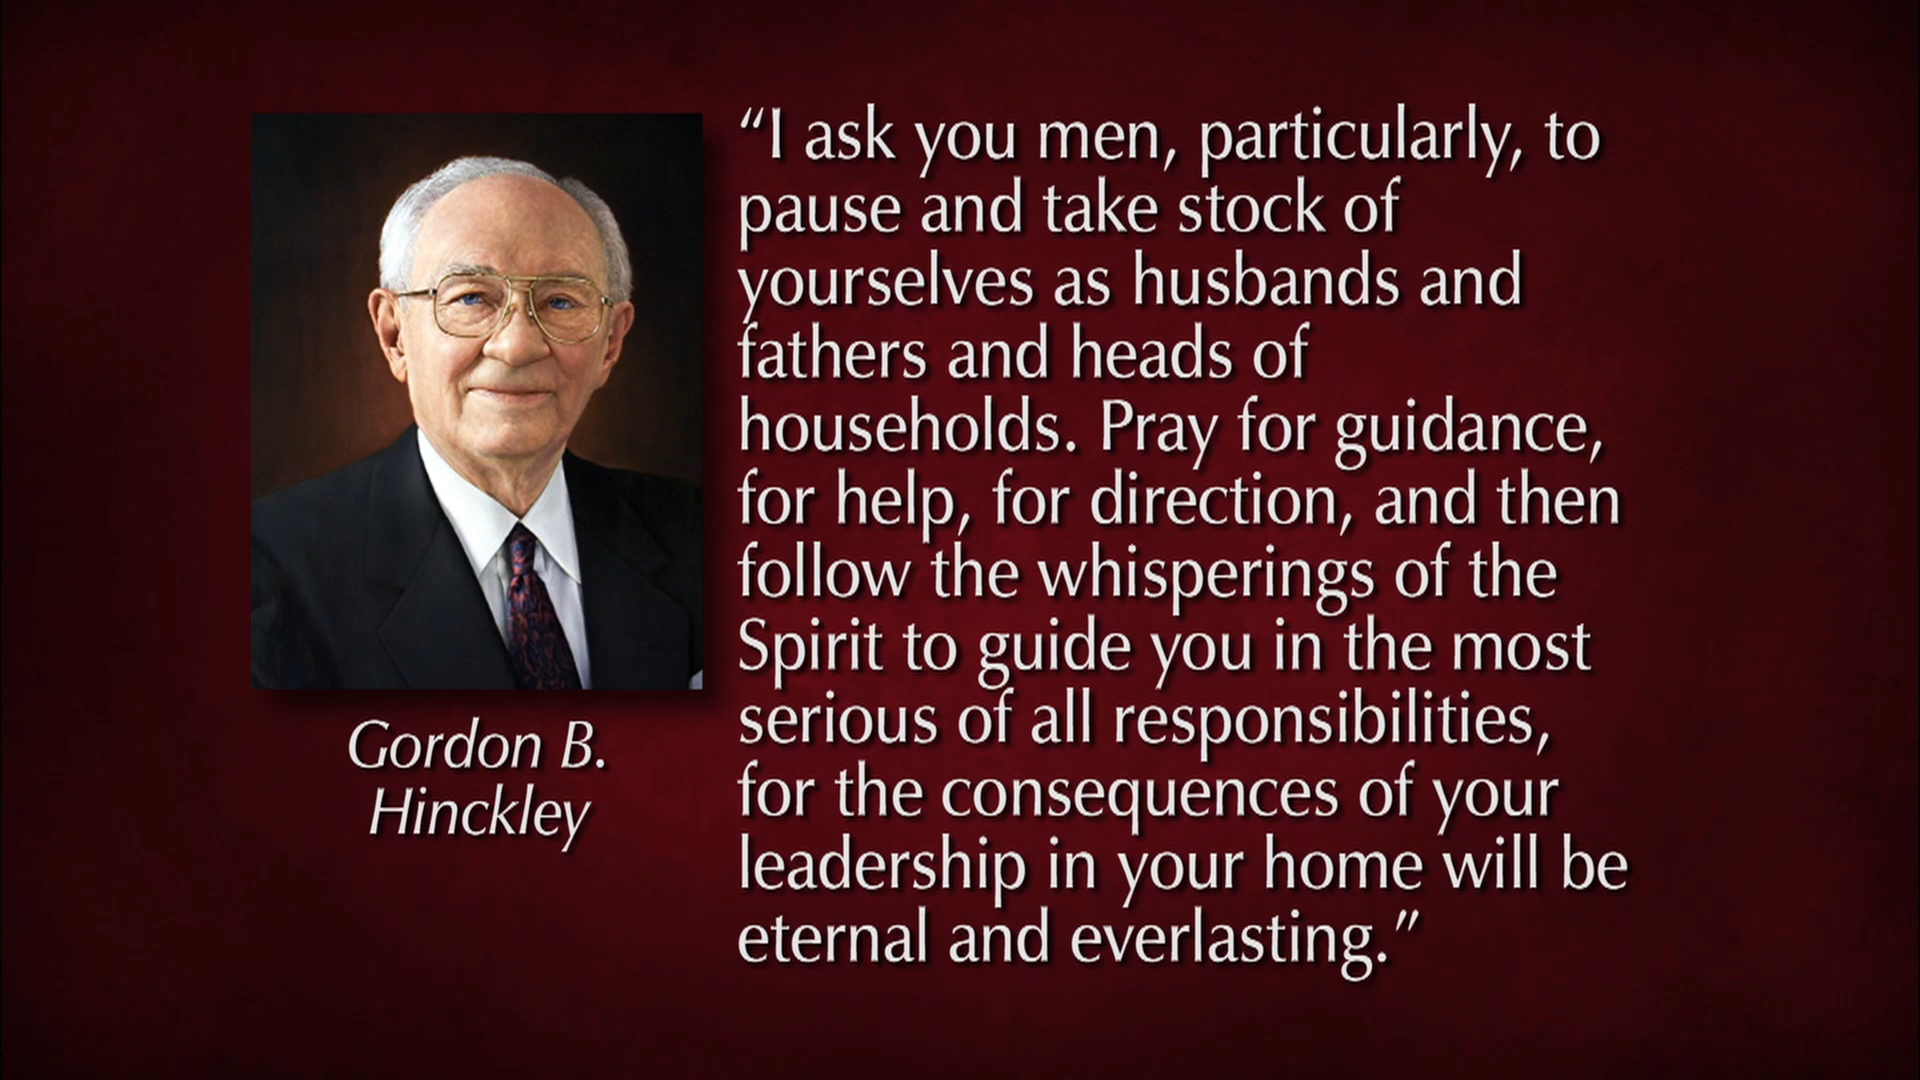 “I ask you men, particularly, to
pause and take stock of
yourselves as husbands and
fathers and heads of
households. Pray for guidance,
for help, for direction, and then
follow the whisperings of the
Spirit to guide you in the most
serious of all responsibilities,
for the consequences of your
leadership in your home will be
eternal and everlasting.”
Gordon B.
Hinckley